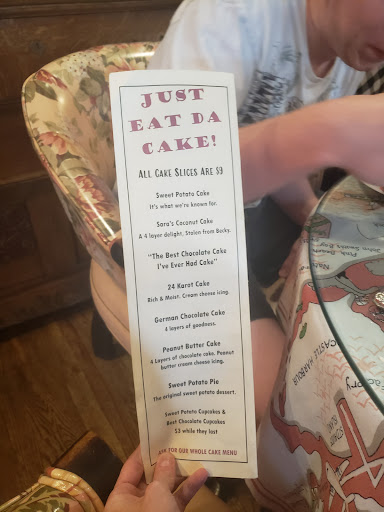 JUST
EAT DA
CAKE!
All Cake Slices Are $9
Sweet Potato Cake
It's what we're known for.
Sara's Coconut Cake
A 4 layer delight. Stolen from Becky.
"The Best Chocolate Cake
I've Ever Had Cake"
24 Karat Cake
Rich & Moist. Cream cheese icing.
German Chocolate Cake
4 layers of goodness.
Peanut Butter Cake
4 Layers of chocolate cake. Peanut
butter cream cheese icing.
Sweet Potato Pie
The original sweet potato dessert.
Sweet Potato Cupcakes &
Best Chocolate Cupcakes
$3 while they last
ASK FOR OUR WHOLE CAKE MENU
CASTLE HARBOUR